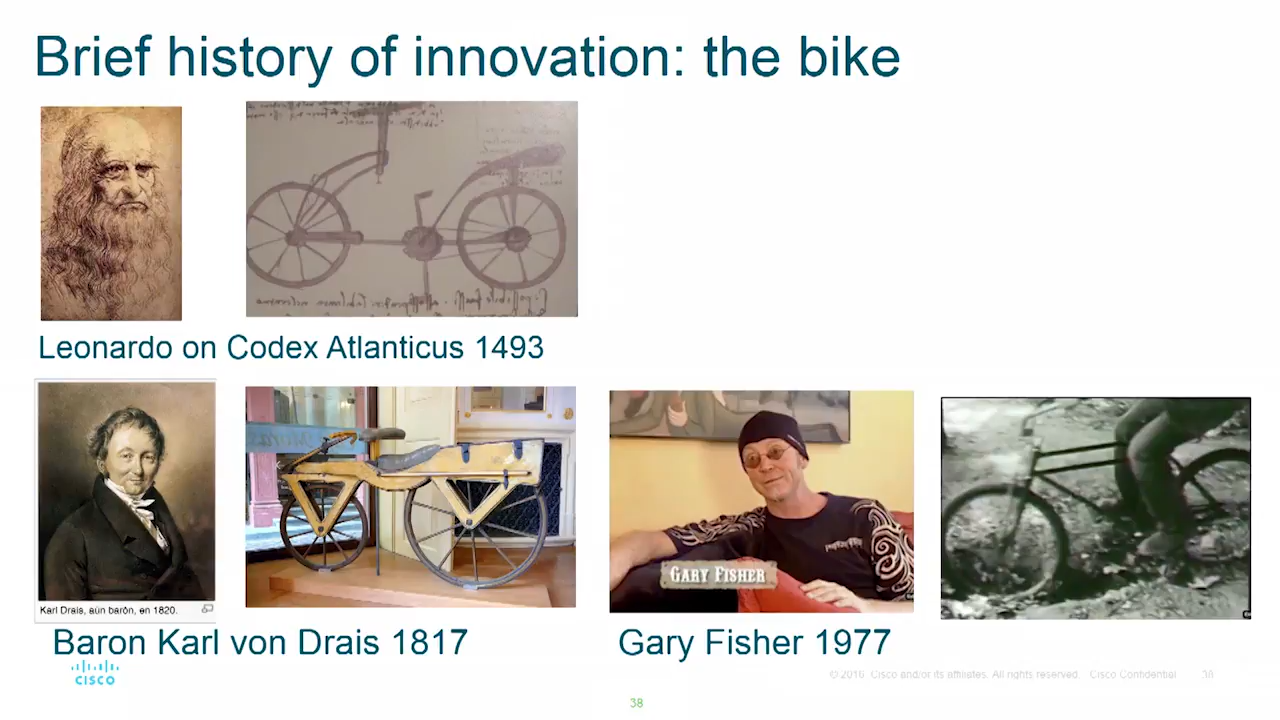 Brief history of innovation: the bike
Leonardo on Codex Atlanticus 1493
Karl Drais, aún barón, en 1820.
GARY FISHER
Baron Karl von Drais 1817
Gary Fisher 1977
CISCO
© 2016 Cisco and/or its affiliates. All rights reserved. Cisco Confidential 38
38